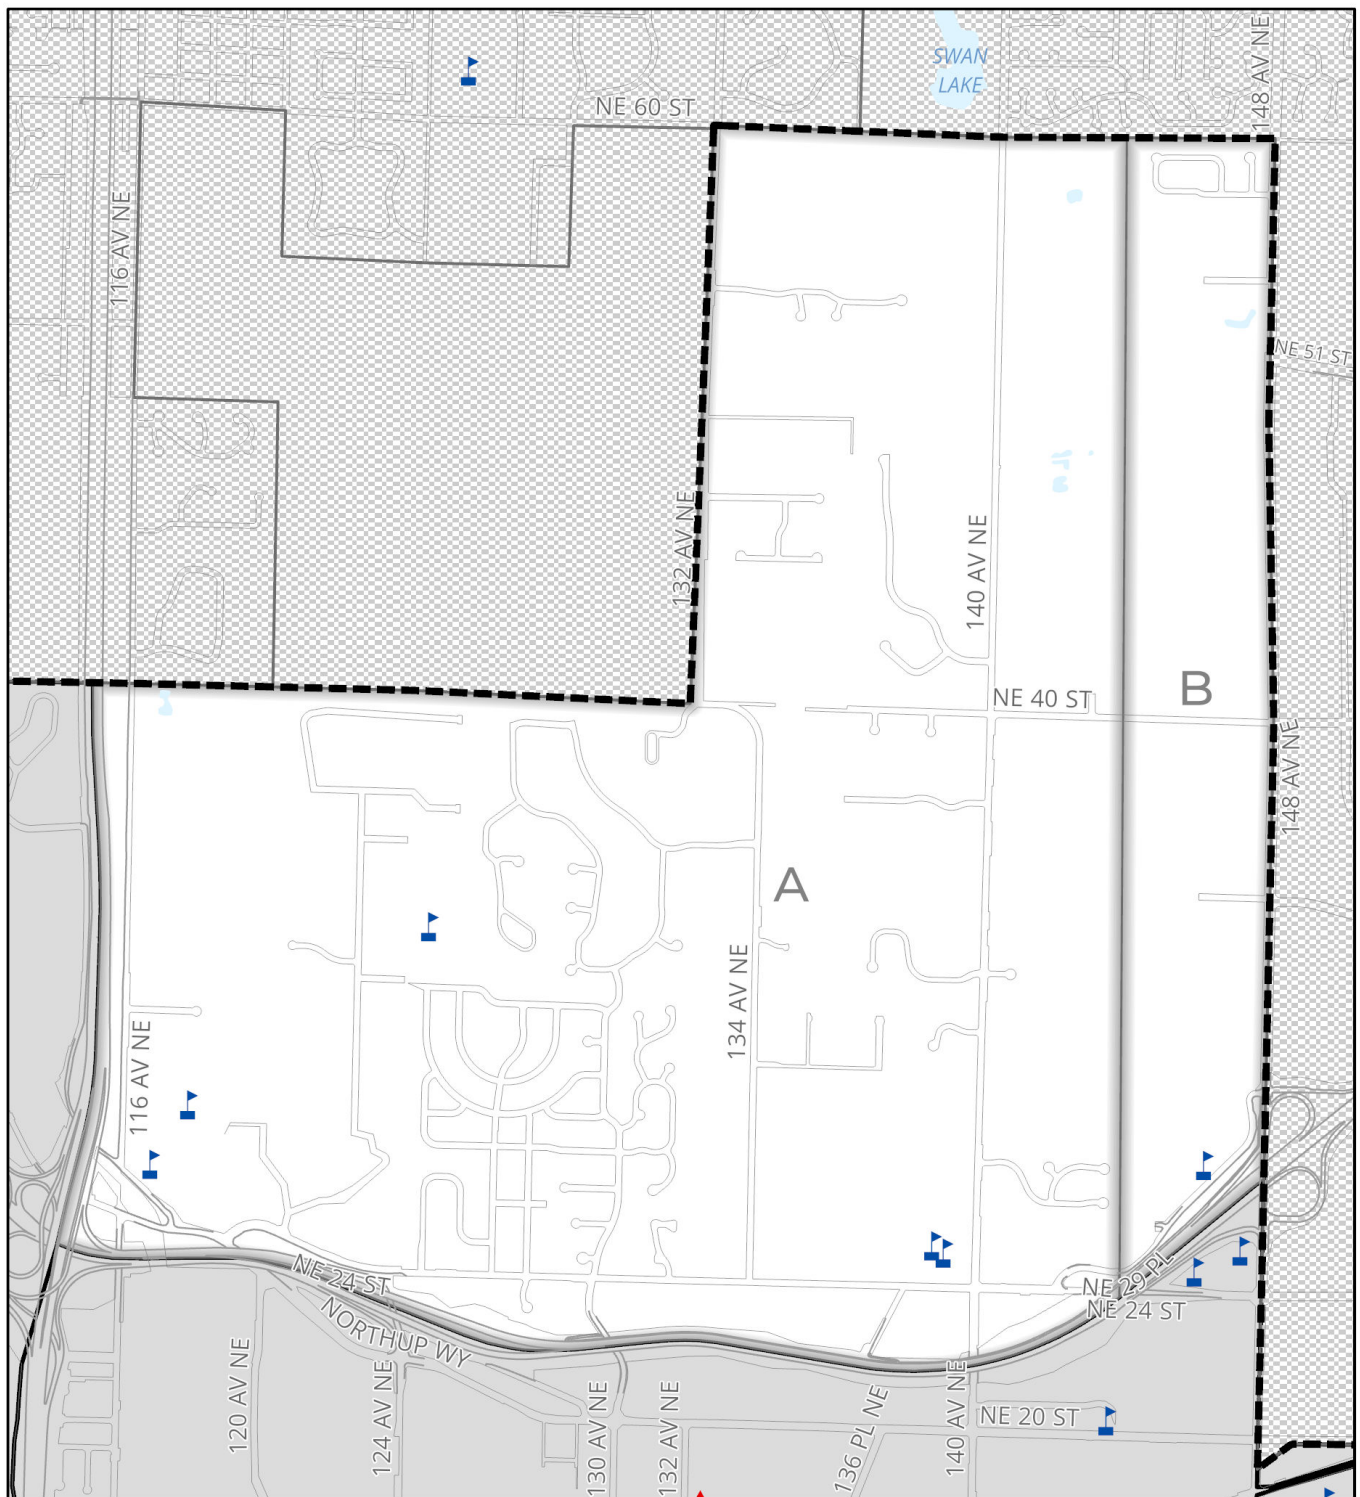 148 AV NE
SWAN
LAKE
NE 60 ST
116 AV NE
NE 51 ST
132 AV NE
140 AV NE
B
NE 40 ST
148 AV NE
A
134 AV NE
116 AV NE
NE 24 ST
NE 29 PL
NE 24 ST
NORTHUP WY
120 AV NE
124 AV NE
130 AV NE
132 AV NE
136 PL NE
140 AV NE
NE 20 ST